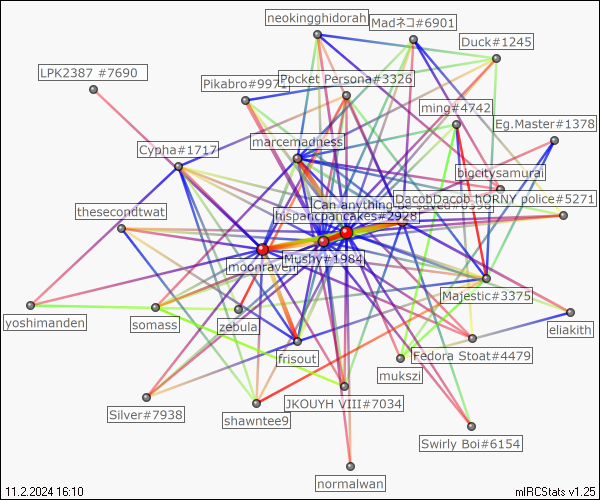 neokingghidorah
Madネコ#6901
Duck#1245
LPK2387 #7690
Pikabro#997
Pocket Persona#3326
ming#4742
Eg.Master#1378
marcemadness
Cypha#1717
bigcitysamurai
DacobDacob hORNY police#5271
Can anything be saved?
thesecondtwat
hispanicpancakes#2928
Mushy#1984
moonraven
Majestic#3375
yoshimanden
somass
zebula
eliakith
frisout
Fedora Stoat#4479
mukszi
Silver#7938
JKOUYH VIII#7034
shawntee9
Swirly Boi#6154
normalwan
11.2.2024 16:10
mIRCStats v1.25